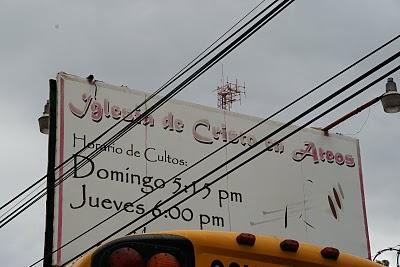 Iglesia de Cristo en Ateos
Horario de Cultos:
Domingo 5:15 pm
Jueves 6:00 pm